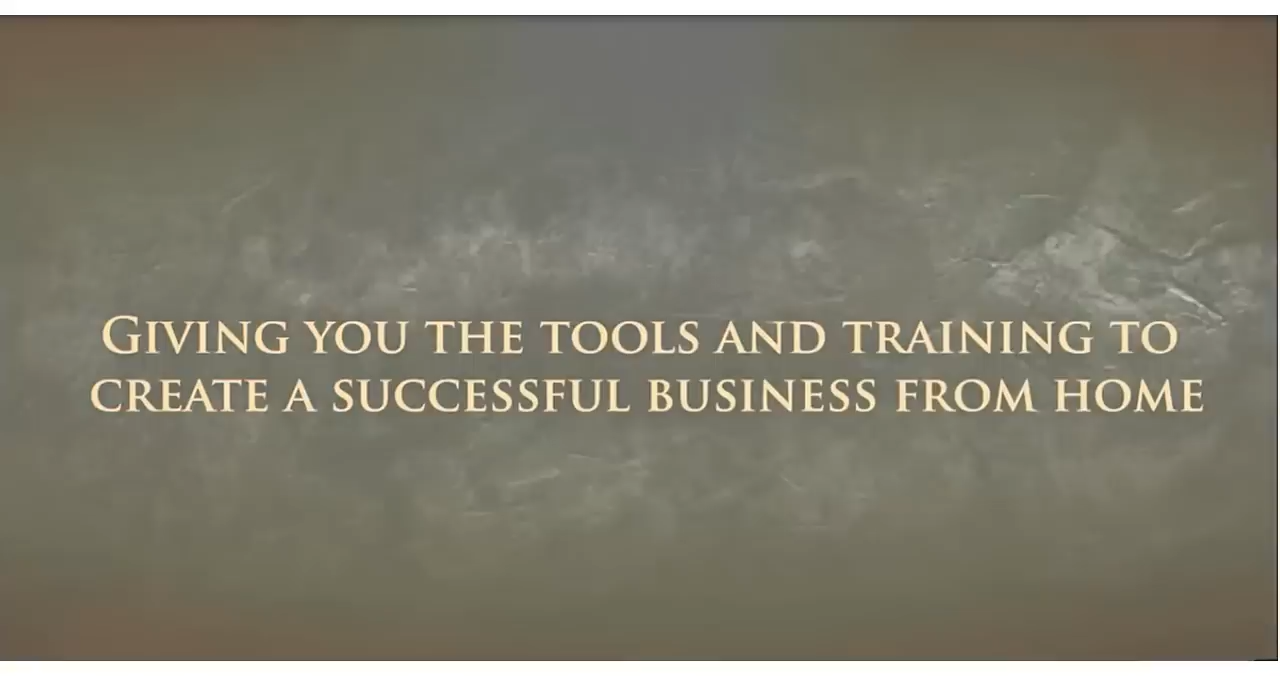 Giving you the tools and training to
create a successful business from home